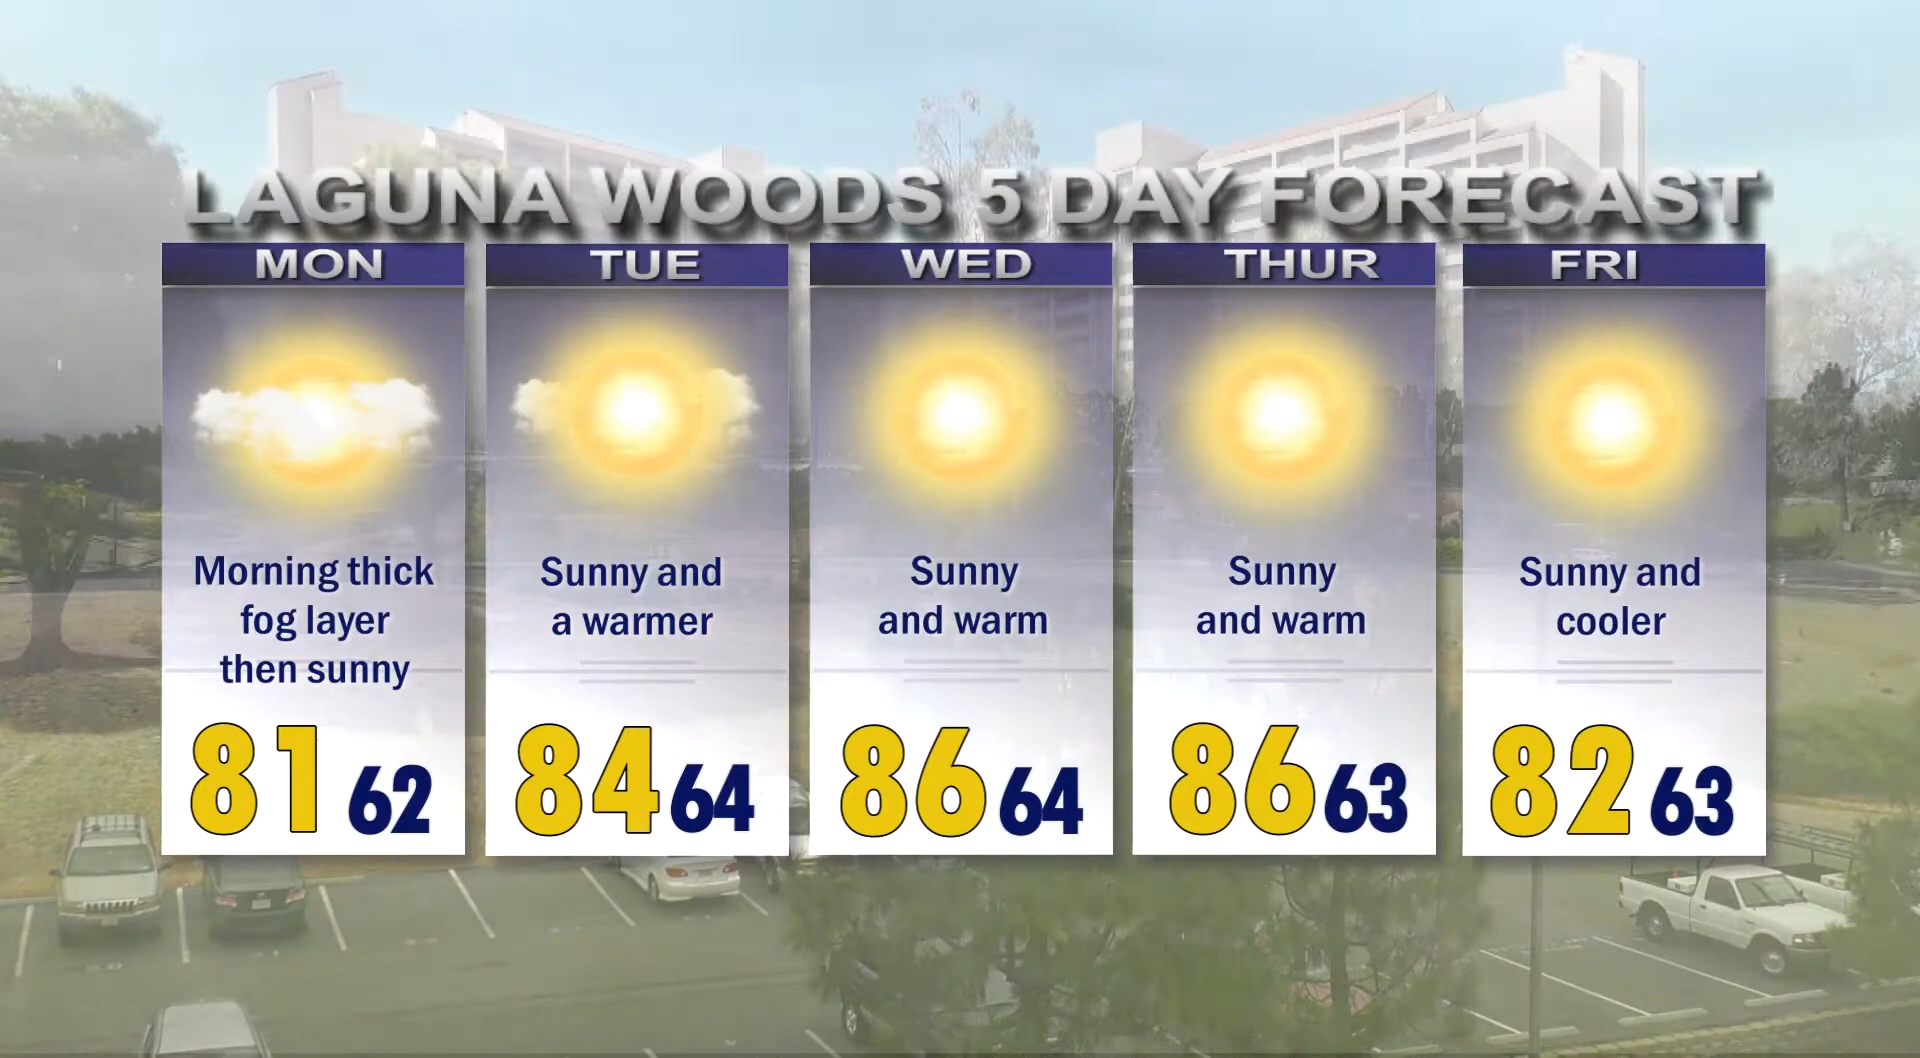 LAGUNA WOODS 5 DAY FORECAST
MON
Morning thick
fog layer
then sunny
81 62
TUE
Sunny and
a warmer
84 64
WED
Sunny
and warm
86 64
THUR
Sunny
and warm
86 63
FRI
Sunny and
cooler
82 63